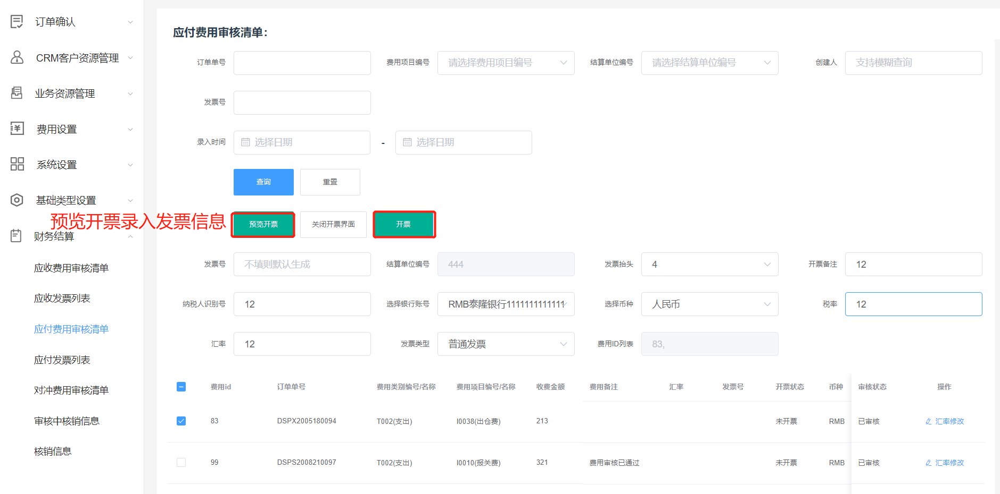 订单确认
CRM客户资源管理
业务资源管理
费用设置
系统设置
基础类型设置
财务结算
应收费用审核清单
应收发票列表
应付费用审核清单
应付发票列表
对冲费用审核清单
审核中核销信息
核销信息
应付费用审核清单：
订单单号
费用项目编号 请选择费用项目编号
结算单位编号 请选择结算单位编号
创建人 支持模糊查询
发票号
录入时间 选择日期 - 选择日期
查询 重置
预览开票录入发票信息
预览开票 关闭开票界面 开票
发票号 不填则默认生成 结算单位编号 444 发票抬头 4 开票备注 12
纳税人识别号 12 选择银行账号 RMB泰隆银行1111111111111 选择币种 人民币 税率 12
汇率 12 发票类型 普通发票 费用ID列表 83,
费用id 订单单号 费用类别编号/名称 费用项目编号/名称 收费金额 费用备注 汇率 发票号 开票状态 币种 审核状态 操作
83 DSPX2005180094 T002(支出) I0038(出仓费) 213 未开票 RMB 已审核 汇率修改
99 DSPS2008210097 T002(支出) I0010(报关费) 321 费用审核已通过 未开票 RMB 已审核 汇率修改